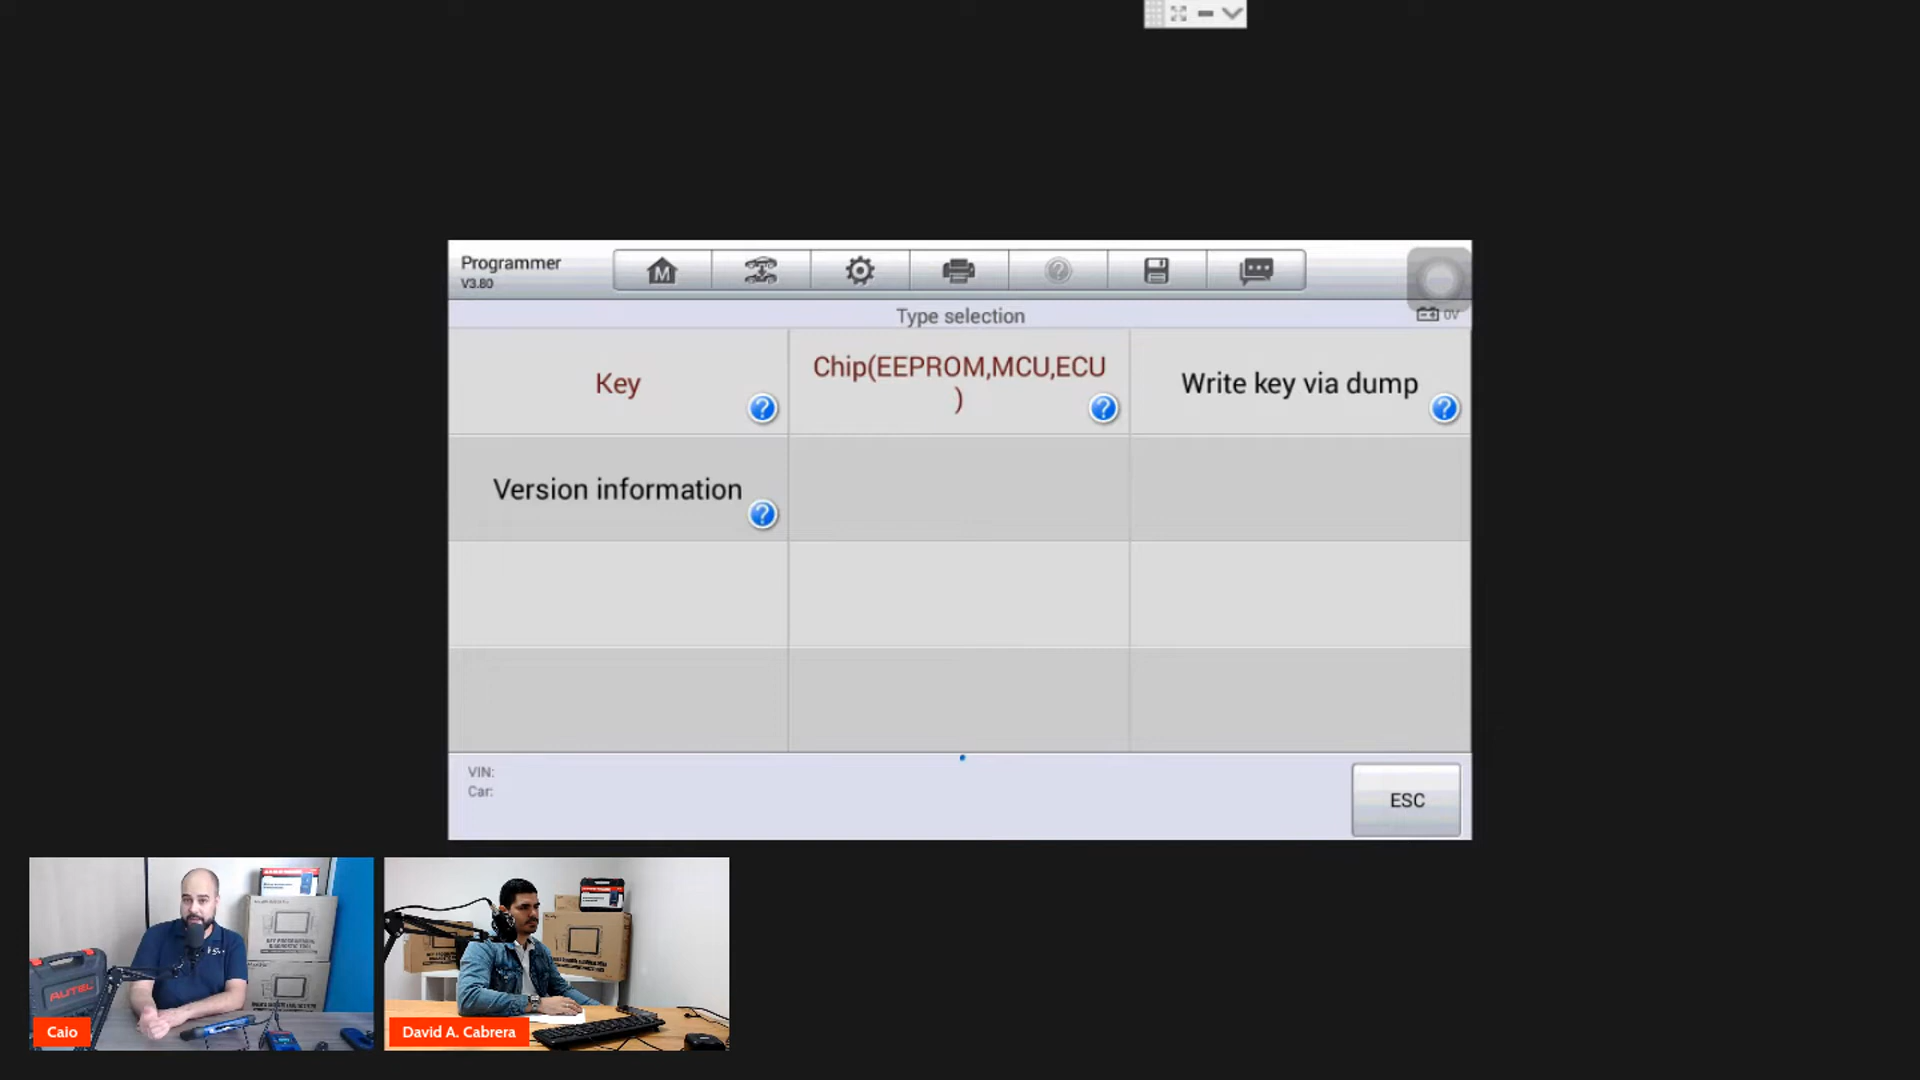 Programmer
V3.80
M
Type selection
0V
Key
Chip(EEPROM,MCU,ECU
)
Write key via dump
Version information
VIN:
Car:
ESC
AUTEL
Caio
David A. Cabrera